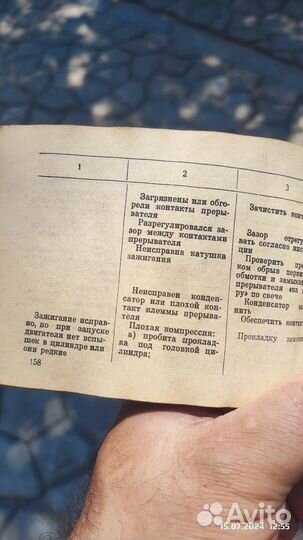 1
2
3
Загрязнены или обго-
рели контакты преры-
вателя
Разрегулировался за-
зор между контактами
прерывателя
Неисправна катушка
зажигания
Неисправен конден-
сатор или плохой кон-
такт клеммы прерыва-
теля
Плохая компрессия:
а) пробита проклад-
ка под головкой ци-
линдра;
Зачистить
Зазор
вать согласно
ции
Проверить
ком обрыв
обмотки и
прерывателя
ру» по свече
Конденсатор
нить
Обеспечить
Прокладку
Зажигание исправ-
но, но при запуске
двигателя нет вспы-
шек в цилиндре или
они редкие
158
Avito
15.07.2024 12:55